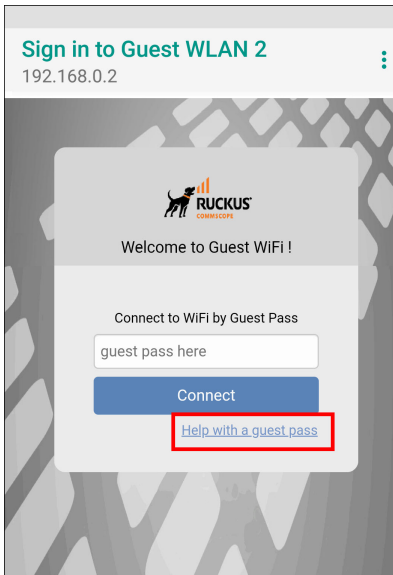 Sign in to Guest WLAN 2
192.168.0.2
RUCKUS
COMMSCOPE
Welcome to Guest WiFi !
Connect to WiFi by Guest Pass
guest pass here
Connect
Help with a guest pass